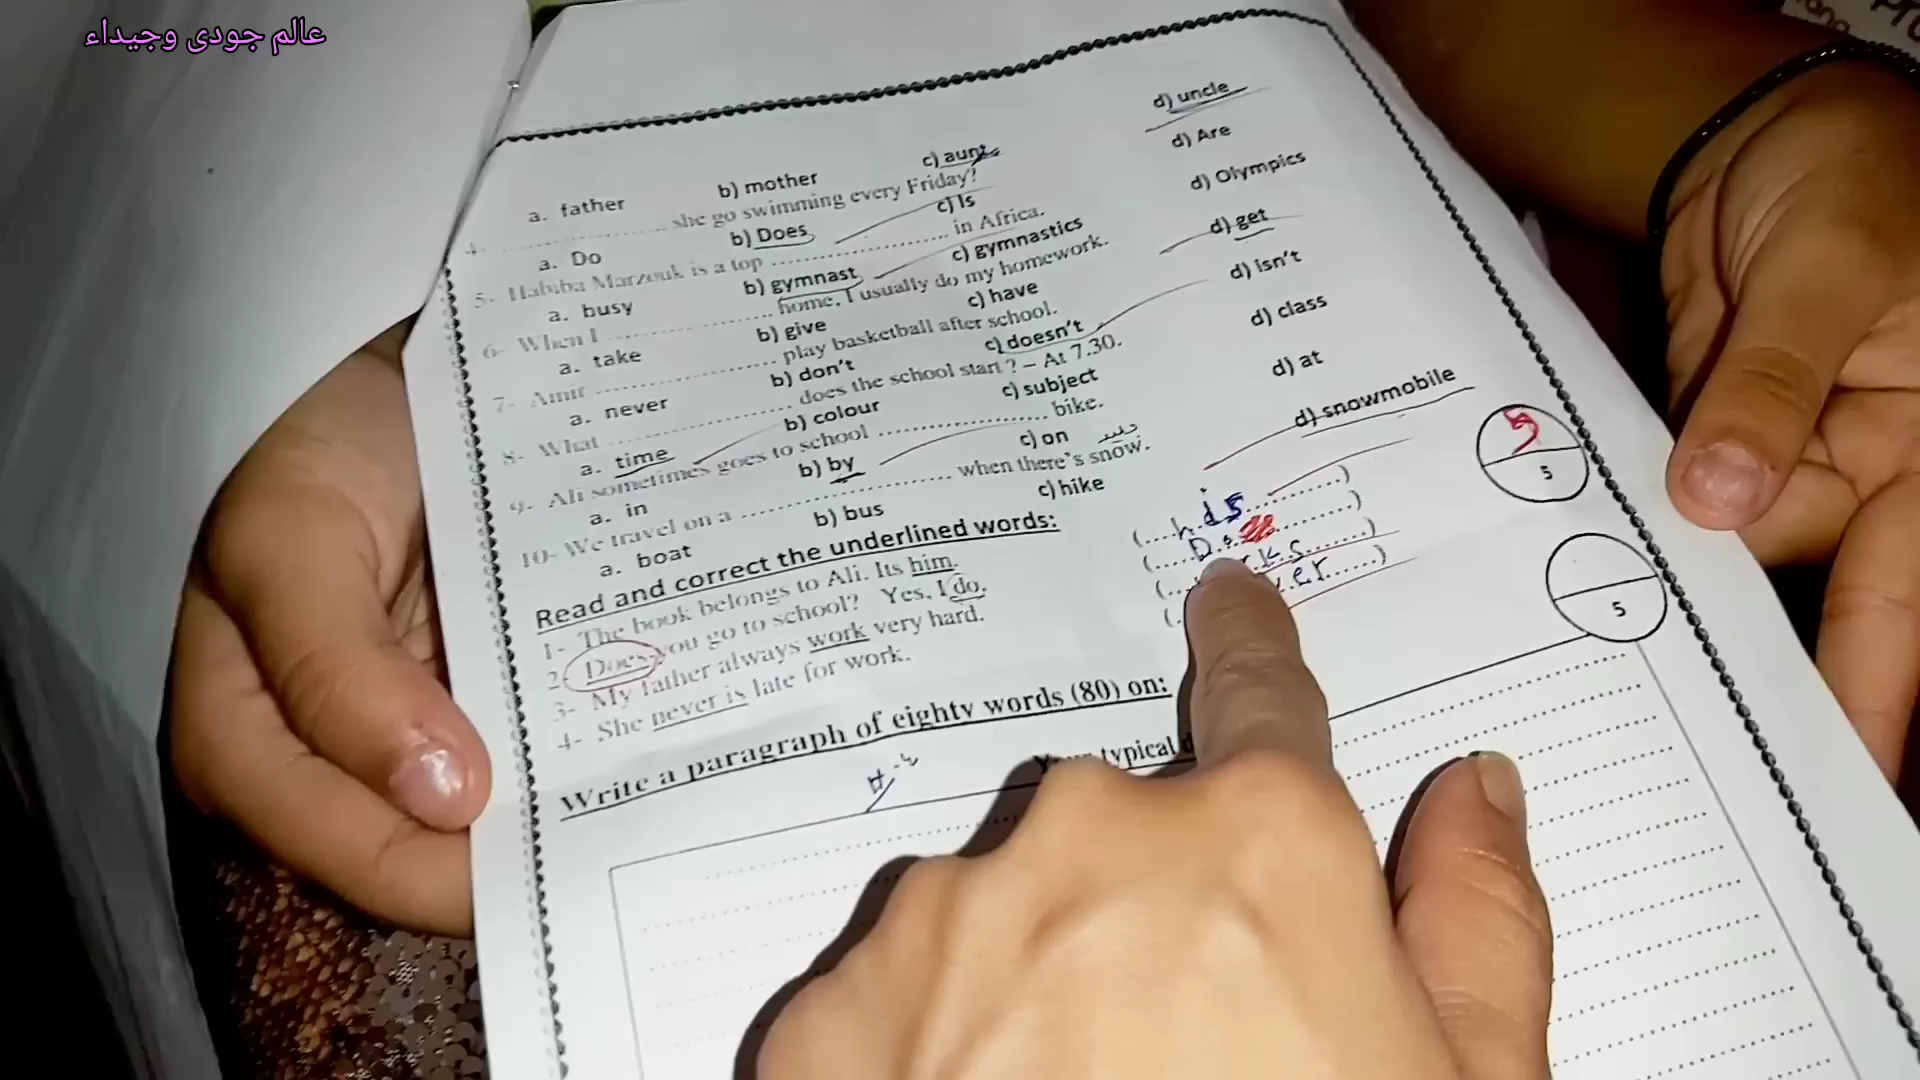 عالم جودى وجيداء
a. father b) mother c) aunt d) uncle
4- .................. she go swimming every Friday?
a. Do b) Does c) Is d) Are
5- Habiba Marzouk is a top .................. in Africa.
a. busy b) gymnast c) gymnastics d) Olympics
6- When I .................. home, I usually do my homework.
a. take b) give c) have d) get
7- Amir .................. play basketball after school.
a. never b) don't c) doesn't d) isn't
8- What .................. does the school start? – At 7.30.
a. time b) colour c) subject d) class
9- Ali sometimes goes to school .................. bike.
a. in b) by c) on d) at
10- We travel on a .................. when there's snow.
a. boat b) bus c) hike d) snowmobile
5
Read and correct the underlined words:
1- The book belongs to Ali. Its him. (....his..........)
2- Does you go to school? Yes, I do. (....Do..........)
3- My father always work very hard.
4- She never is late for work.
5
Write a paragraph of eighty words (80) on:
typical